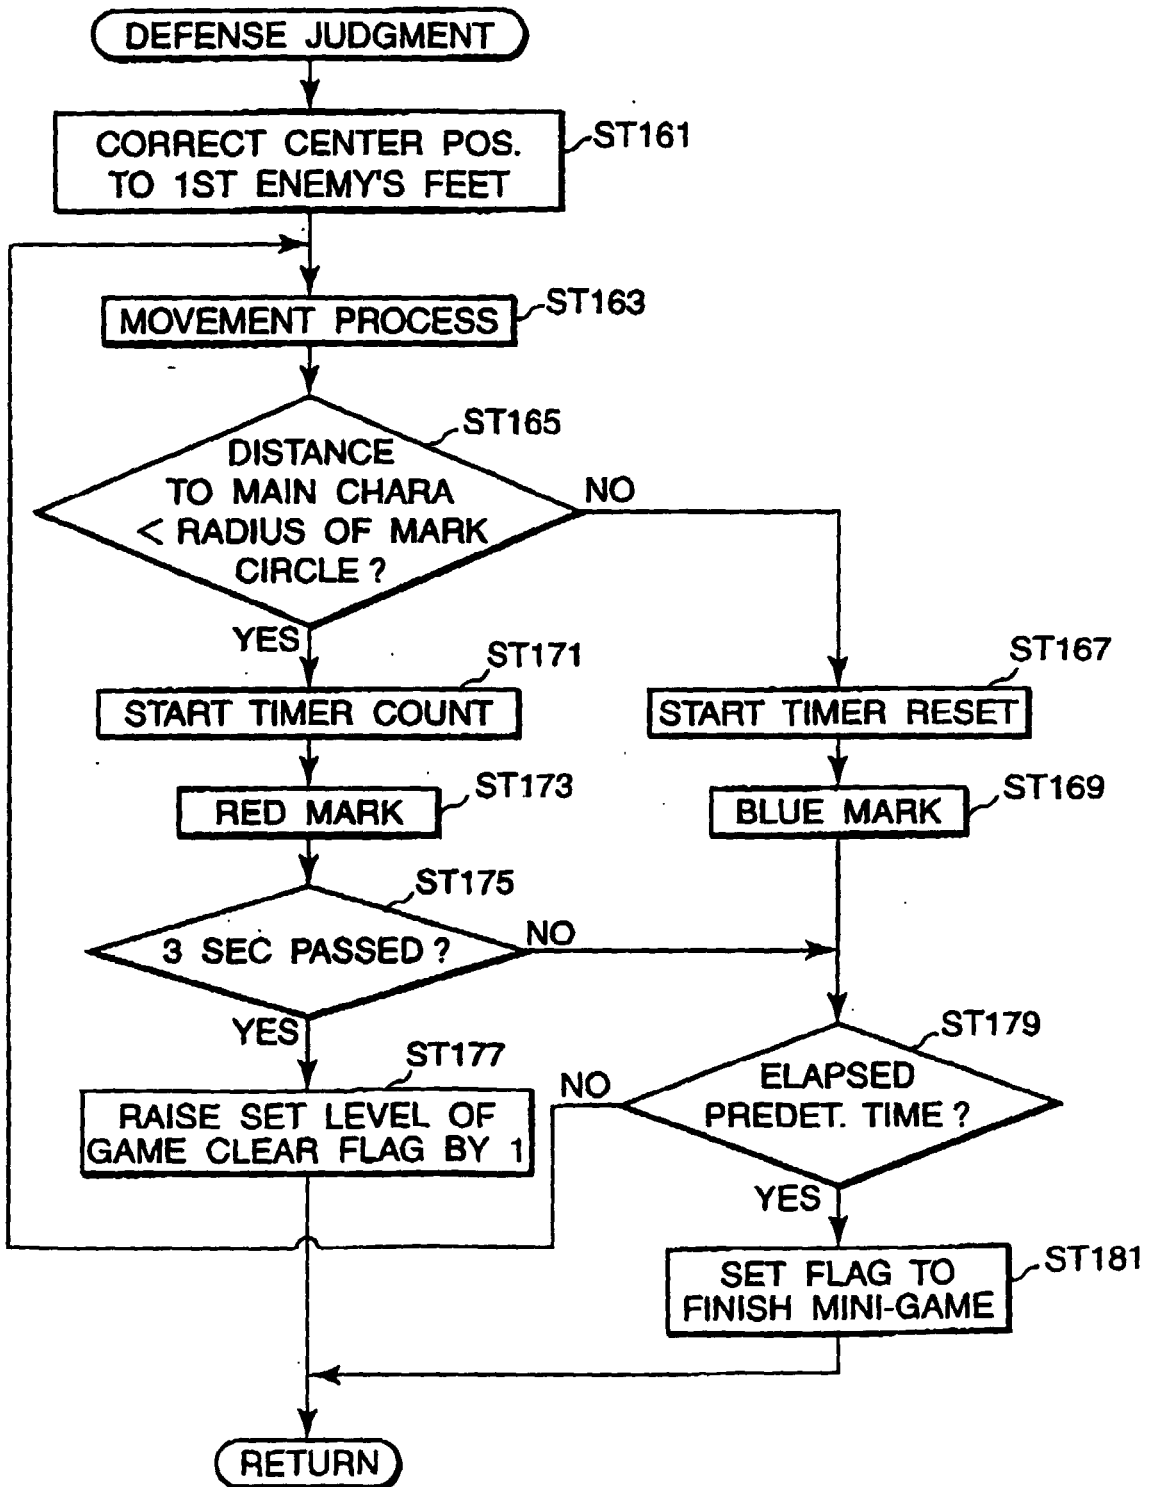 DEFENSE JUDGMENT
CORRECT CENTER POS.
TO 1ST ENEMY'S FEET
ST161
MOVEMENT PROCESS
ST163
DISTANCE
TO MAIN CHARA
< RADIUS OF MARK
CIRCLE ?
ST165
NO
YES
START TIMER COUNT
ST171
START TIMER RESET
ST167
RED MARK
ST173
BLUE MARK
ST169
3 SEC PASSED ?
ST175
NO
YES
RAISE SET LEVEL OF
GAME CLEAR FLAG BY 1
ST177
ELAPSED
PREDET. TIME ?
ST179
NO
YES
SET FLAG TO
FINISH MINI-GAME
ST181
RETURN